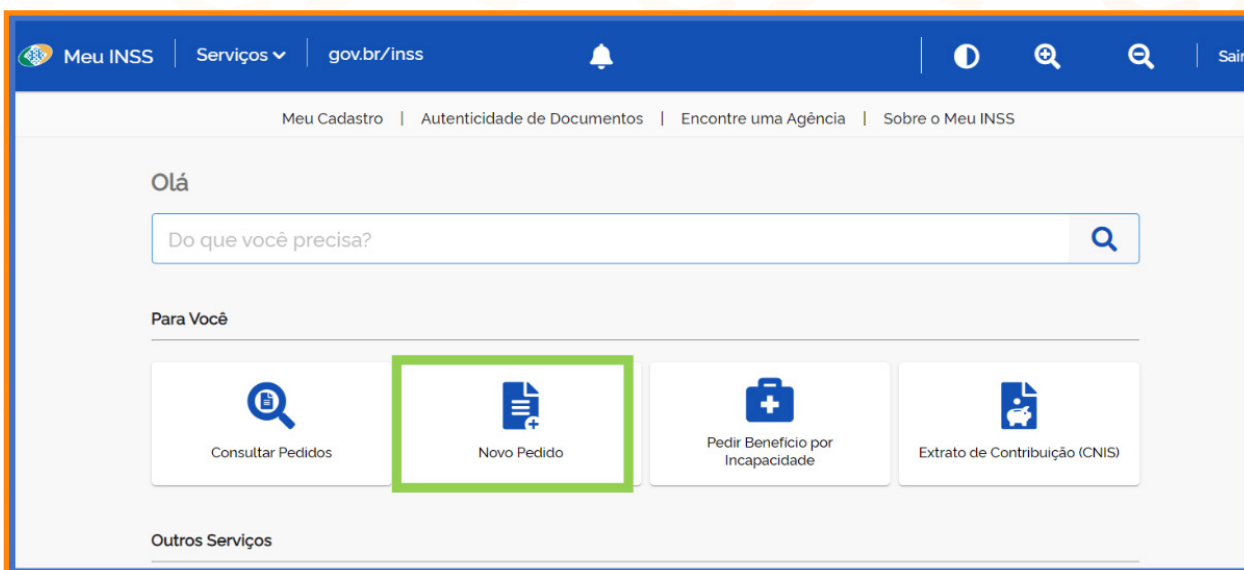 Meu INSS Serviços gov.br/inss Sair
Meu Cadastro | Autenticidade de Documentos | Encontre uma Agência | Sobre o Meu INSS
Olá
Do que você precisa?
Para Você
Consultar Pedidos
Novo Pedido
Pedir Benefício por
Incapacidade
Extrato de Contribuição (CNIS)
Outros Serviços